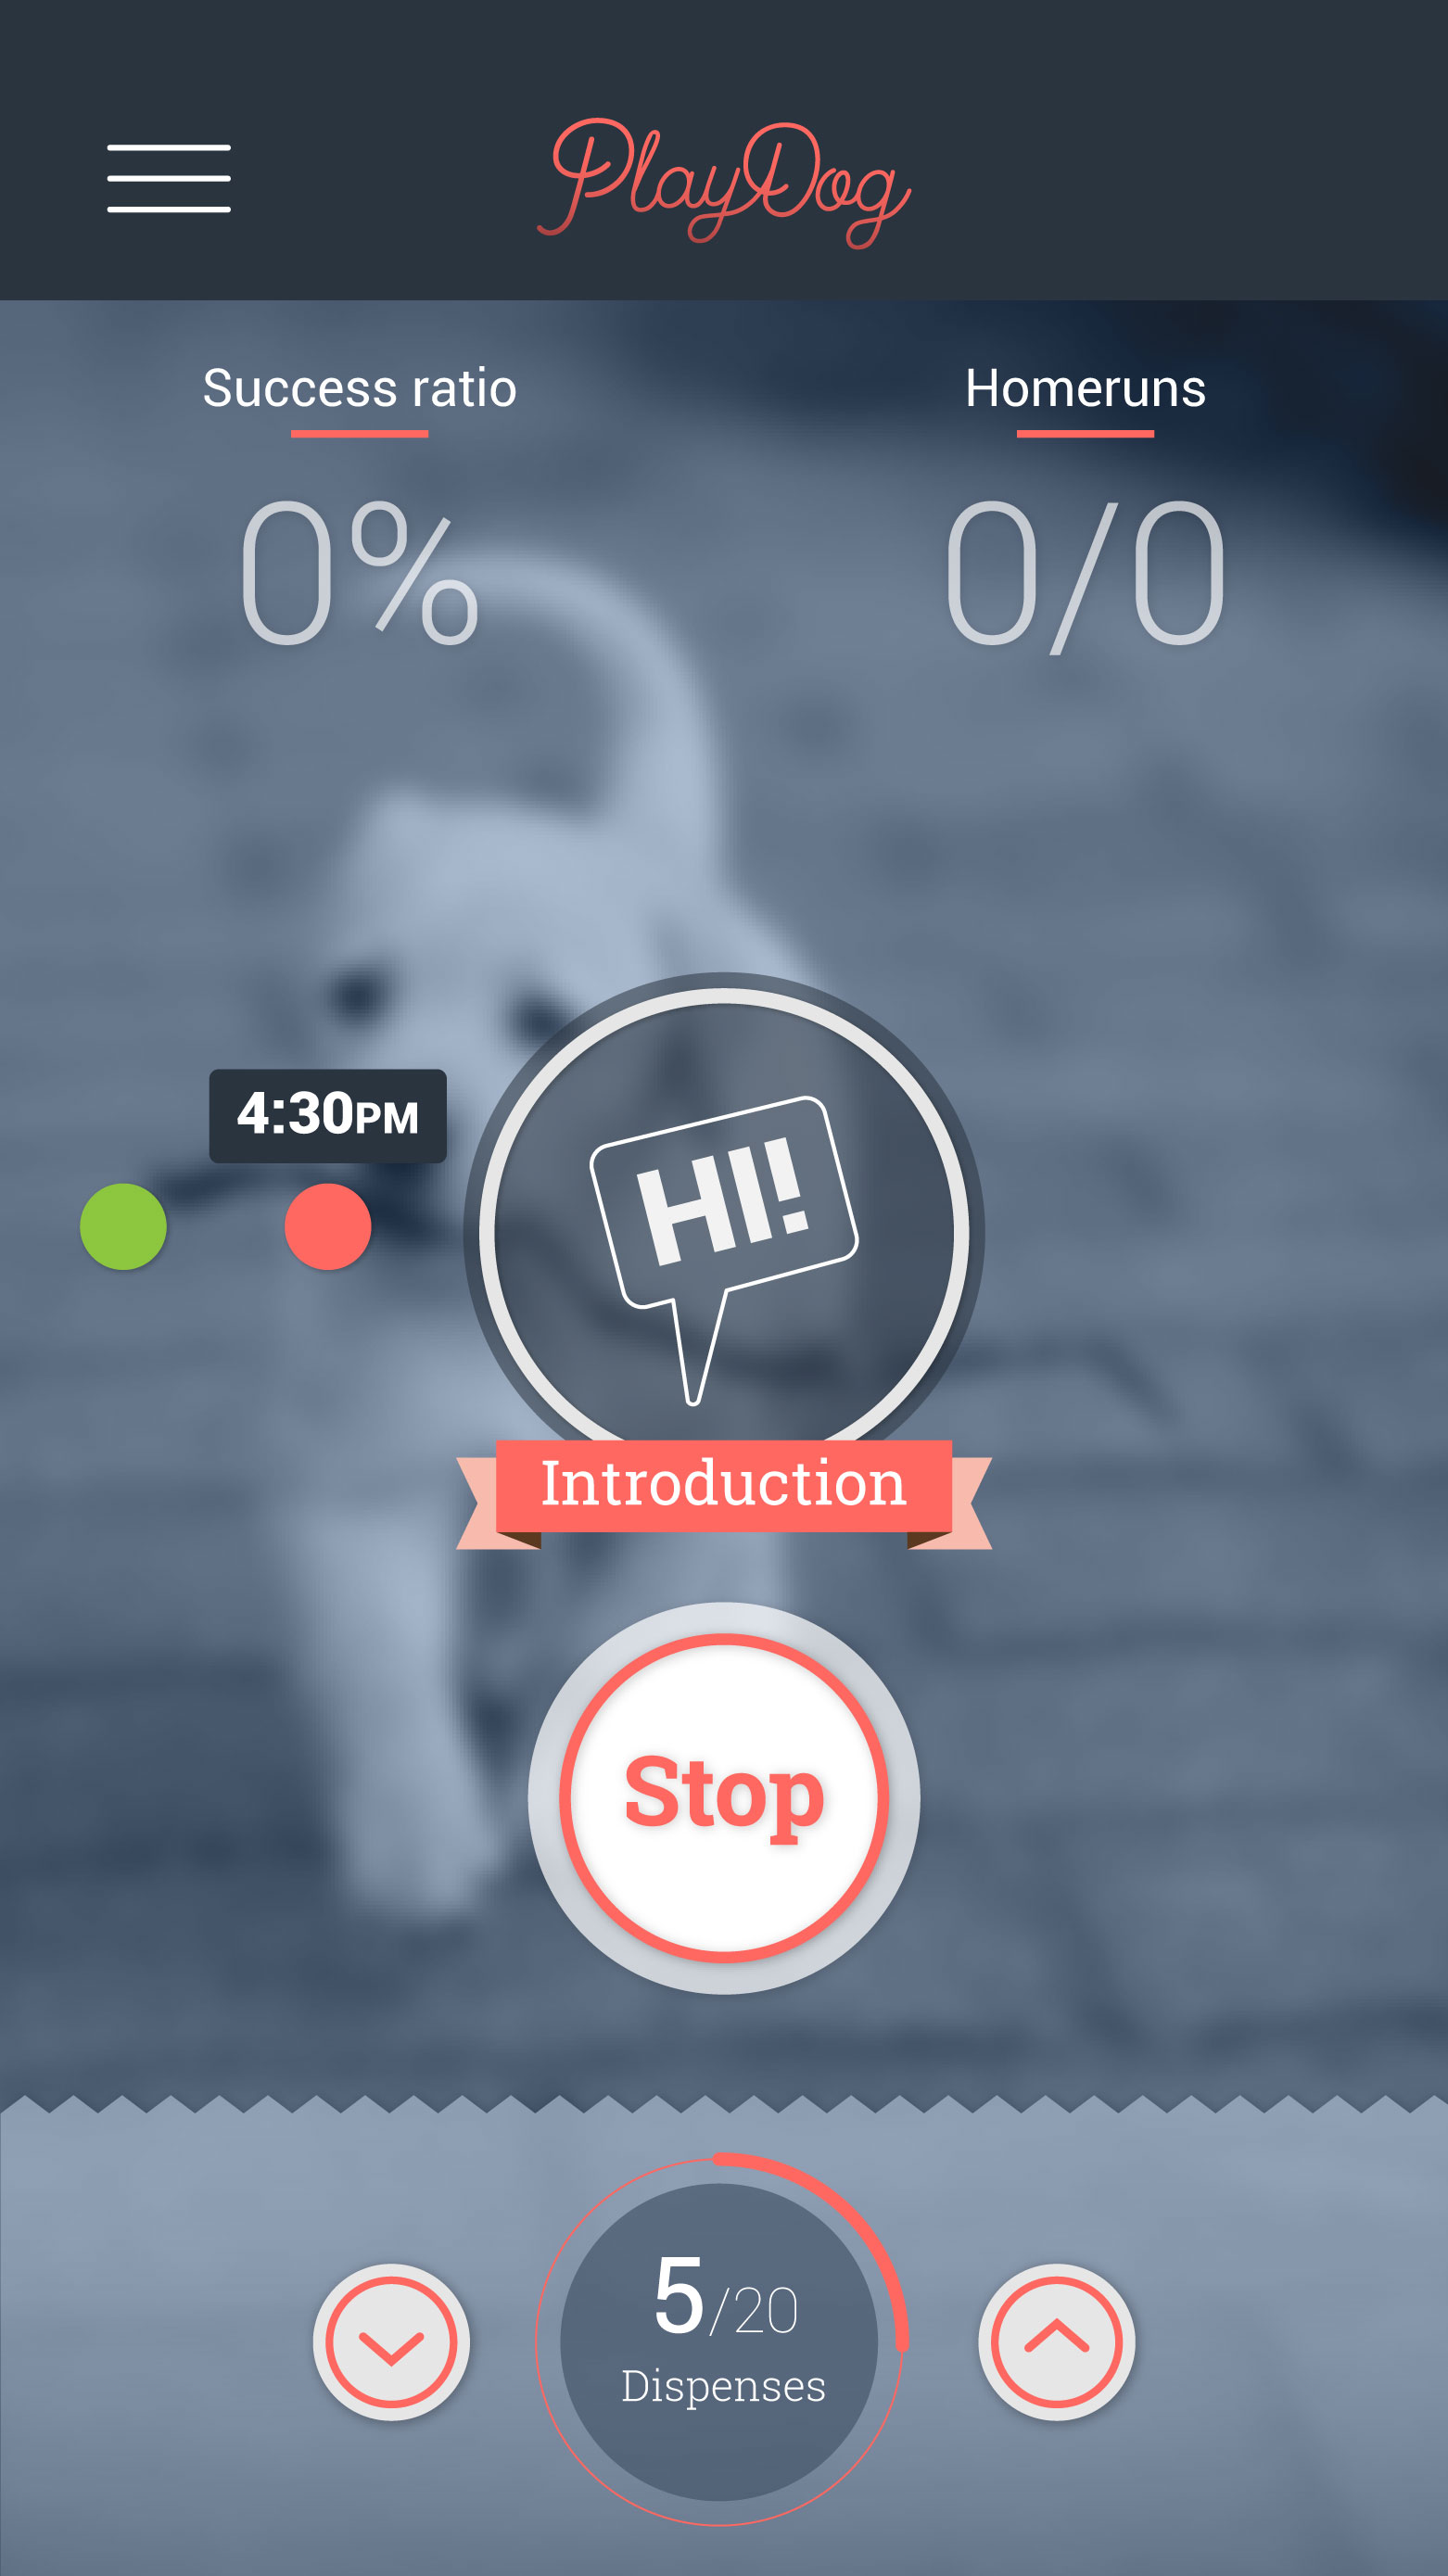 PlayDog
Success ratio
Homeruns
0%
0/0
4:30PM
HI!
Introduction
Stop
5/20
Dispenses